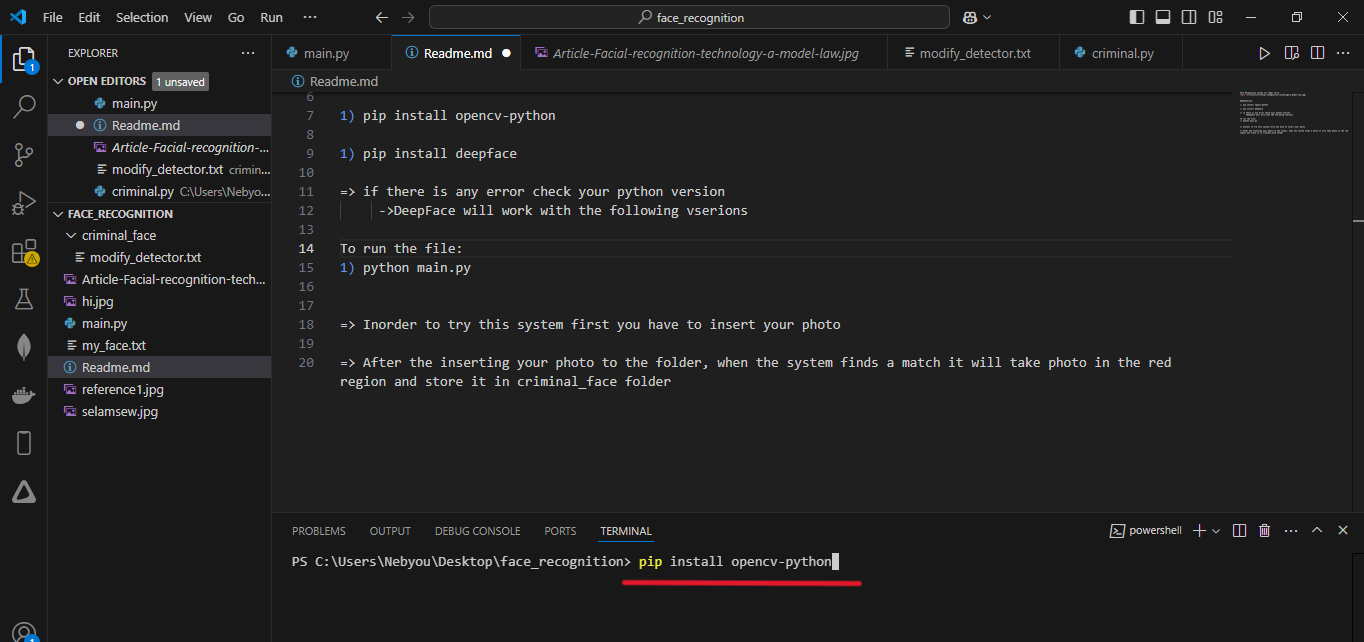 File Edit Selection View Go Run ··· face_recognition
EXPLORER ···
OPEN EDITORS 1 unsaved
main.py
Readme.md
Article-Facial-recognition-...
modify_detector.txt crimin...
criminal.py C:\Users\Nebyo...
FACE_RECOGNITION
criminal_face
modify_detector.txt
Article-Facial-recognition-tech...
hi.jpg
main.py
my_face.txt
Readme.md
reference1.jpg
selamsew.jpg
1
1
main.py Readme.md Article-Facial-recognition-technology-a-model-law.jpg modify_detector.txt criminal.py
Readme.md
6
7 1) pip install opencv-python
8
9 1) pip install deepface
10
11 => if there is any error check your python version
12 ->DeepFace will work with the following vserions
13
14 To run the file:
15 1) python main.py
16
17
18 => Inorder to try this system first you have to insert your photo
19
20 => After the inserting your photo to the folder, when the system finds a match it will take photo in the red
region and store it in criminal_face folder
PROBLEMS OUTPUT DEBUG CONSOLE PORTS TERMINAL powershell
PS C:\Users\Nebyou\Desktop\face_recognition> pip install opencv-python